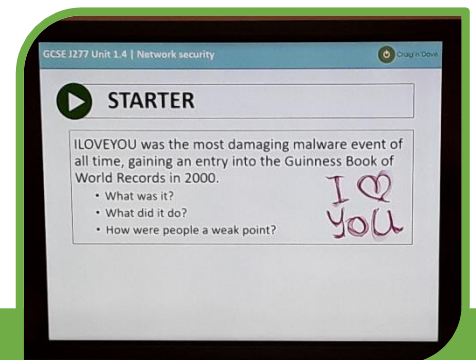 GCSE J277 Unit 1.4 | Network security
Craig'n'Dave
STARTER
ILOVEYOU was the most damaging malware event of
all time, gaining an entry into the Guinness Book of
World Records in 2000.
• What was it?
• What did it do?
• How were people a weak point?
I ♡
YOU